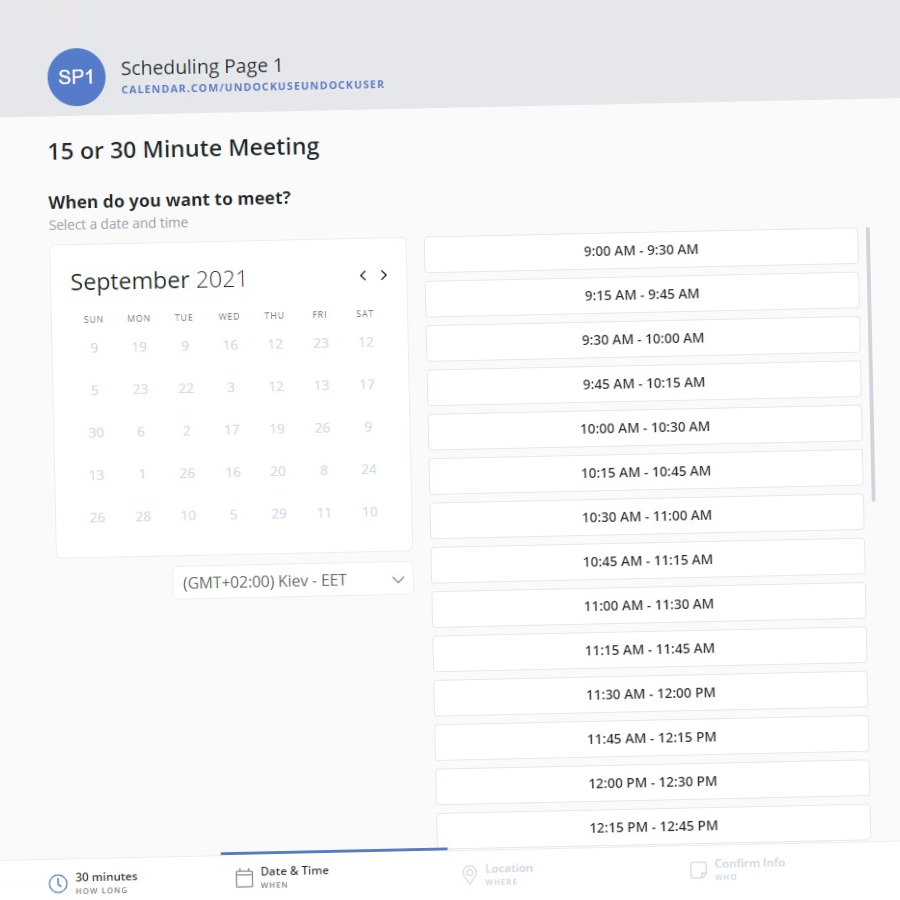 SP1
Scheduling Page 1
CALENDAR.COM/UNDOCKUSEUNDOCKUSER
15 or 30 Minute Meeting
When do you want to meet?
Select a date and time
September 2021
SUN MON TUE WED THU FRI SAT
9 19 9 16 12 23 12
5 23 22 3 12 13 17
30 6 2 17 19 26 9
13 1 26 16 20 8 24
26 28 10 5 29 11 10
(GMT+02:00) Kiev - EET
9:00 AM - 9:30 AM
9:15 AM - 9:45 AM
9:30 AM - 10:00 AM
9:45 AM - 10:15 AM
10:00 AM - 10:30 AM
10:15 AM - 10:45 AM
10:30 AM - 11:00 AM
10:45 AM - 11:15 AM
11:00 AM - 11:30 AM
11:15 AM - 11:45 AM
11:30 AM - 12:00 PM
11:45 AM - 12:15 PM
12:00 PM - 12:30 PM
12:15 PM - 12:45 PM
30 minutes
HOW LONG
Date & Time
WHEN
Location
WHERE
Confirm Info
WHO